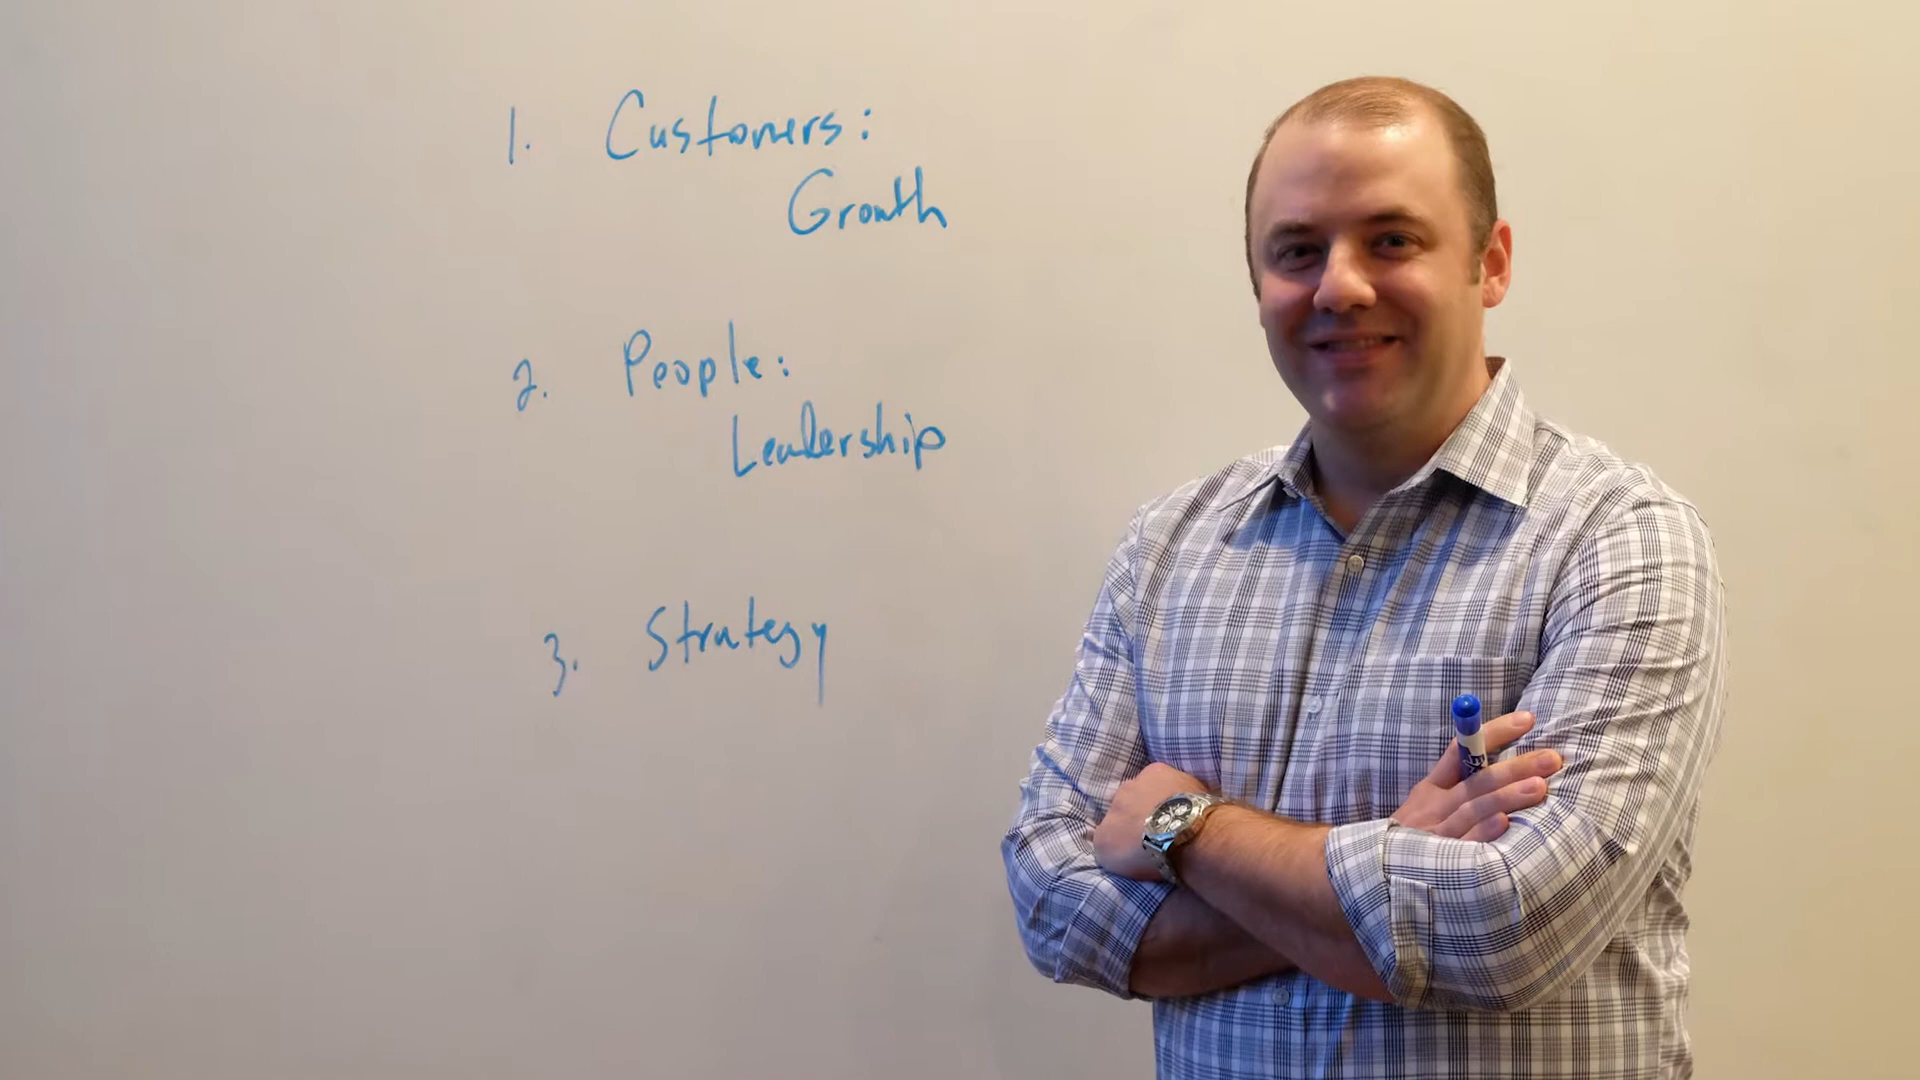 1. Customers:
Growth
2. People:
Leadership
3. Strategy